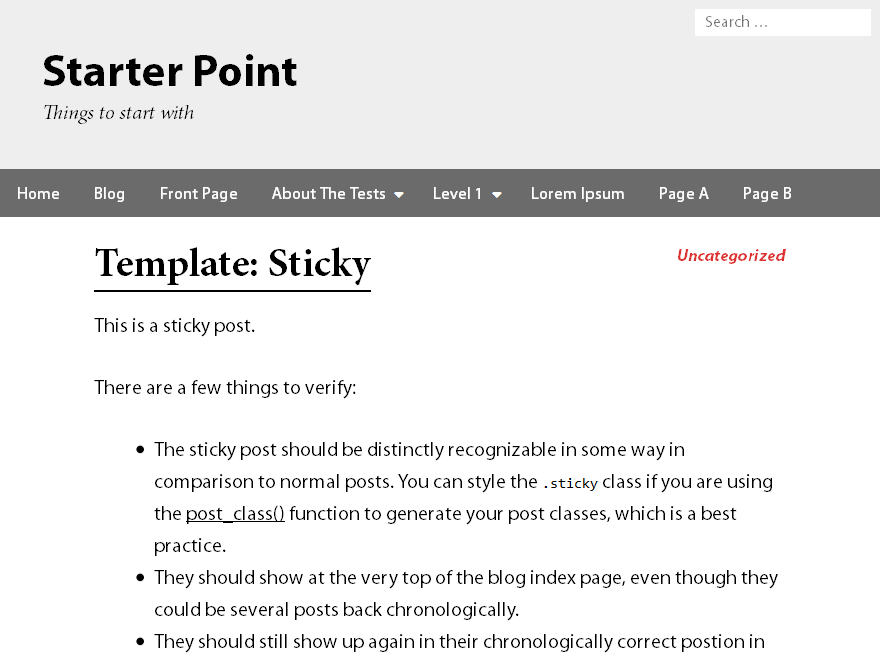 Search …
Starter Point
Things to start with
Home Blog Front Page About The Tests Level 1 Lorem Ipsum Page A Page B
Template: Sticky
Uncategorized
This is a sticky post.
There are a few things to verify:
The sticky post should be distinctly recognizable in some way in
comparison to normal posts. You can style the .sticky class if you are using
the post_class() function to generate your post classes, which is a best
practice.
They should show at the very top of the blog index page, even though they
could be several posts back chronologically.
They should still show up again in their chronologically correct postion in